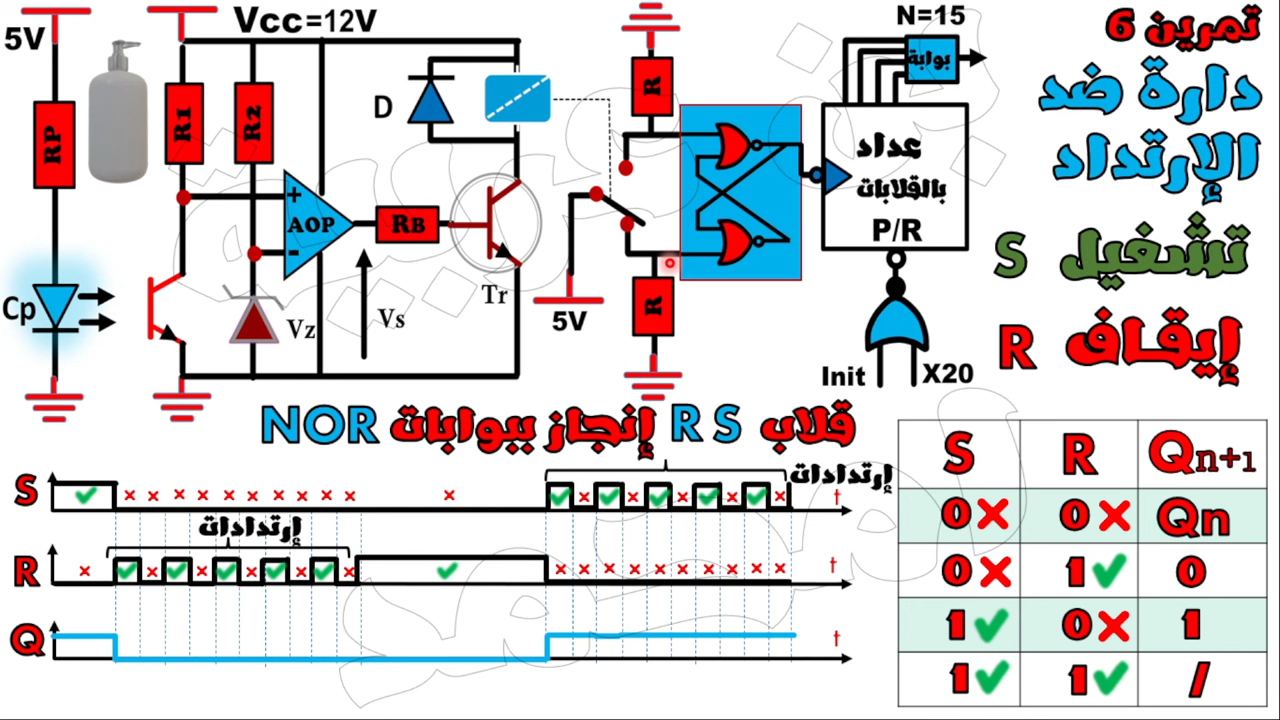 تمرين 6
دارة ضد
الإرتداد
تشغيل S
إيقاف R
5V
Vcc=12V
N=15
RP
R1
R2
D
R
بوابة
AOP
+
-
RB
Cp
Vz
Vs
Tr
5V
R
عداد
بالقلابات
P/R
Init
X20
قلاب R S إنجاز ببوابات NOR
S
إرتدادات
t
إرتدادات
R
t
Q
t
S R Qn+1
0 0 Qn
0 1 0
1 0 1
1 1 /